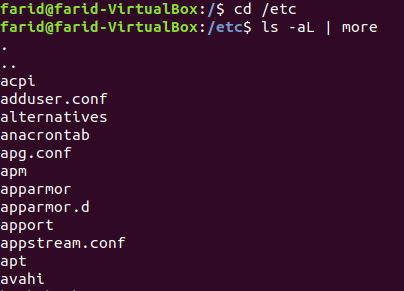 farid@farid-VirtualBox:/$ cd /etc
farid@farid-VirtualBox:/etc$ ls -aL | more
.
..
acpi
adduser.conf
alternatives
anacrontab
apg.conf
apm
apparmor
apparmor.d
apport
appstream.conf
apt
avahi